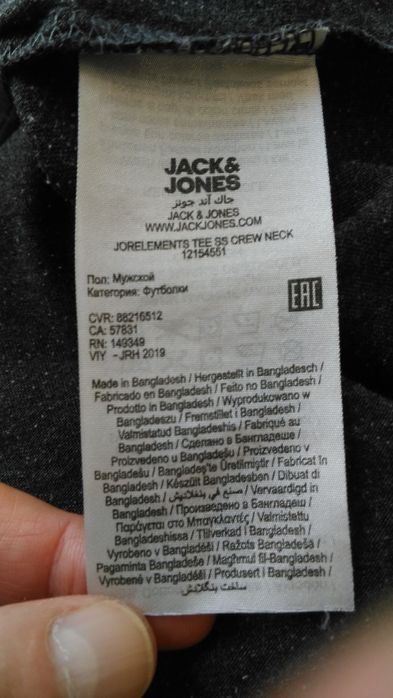 JACK&
JONES
جاك آند جونز
JACK & JONES
WWW.JACKJONES.COM
JORELEMENTS TEE SS CREW NECK
12154551
Пол: Мужской
Категория: Футболки
EAC
CVR: 88216512
CA: 57831
RN: 149349
VIY - JRH 2019
Made in Bangladesh / Hergestellt in Bangladesch /
Fabricado en Bangladesh / Feito no Bangladesh /
Prodotto in Bangladesh / Wyprodukowano w
Bangladeszu / Fremstillet i Bangladesh /
Valmistatud Bangladeshis / Fabriqué au
Bangladesh / Сделано в Бангладеше /
Proizvedeno u Bangladešu / Proizvedeno v
Bangladešu / Bangladeş'te Üretilmiştir / Fabricat în
Bangladesh / Készült Bangladesben / Dibuat di
Bangladesh / صنع في بنغلاديش / Vervaardigd in
Bangladesh / Произведено в Бангладеш /
Παράγεται στο Μπαγκλαντές / Valmistettu
Bangladeshissa / Tillverkad i Bangladesh /
Vyrobeno v Bangladéši / Ražots Bangladešā /
Pagaminta Bangladeše / Magħmul fil-Bangladesh /
Vyrobené v Bangladéši / Produsert i Bangladesh /
ساخت بنگلادش